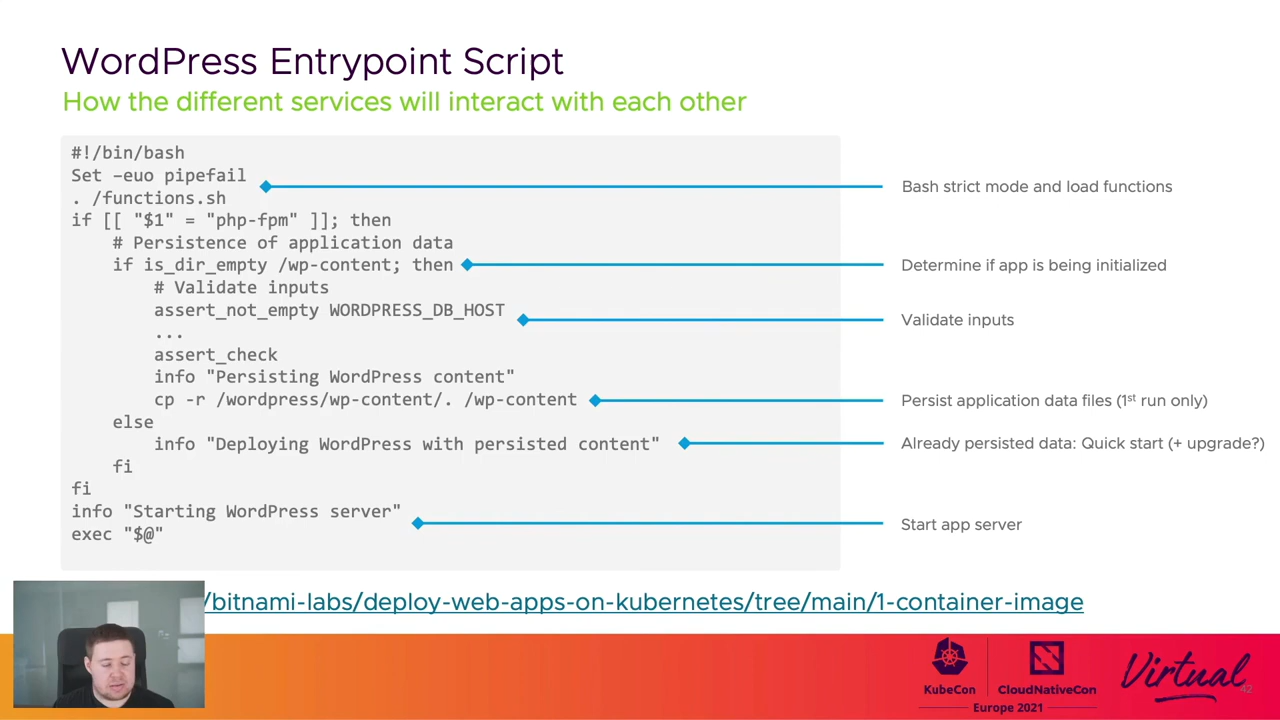 WordPress Entrypoint Script
How the different services will interact with each other
#!/bin/bash
Set –euo pipefail
. /functions.sh
if [[ "$1" = "php-fpm" ]]; then
# Persistence of application data
if is_dir_empty /wp-content; then
# Validate inputs
assert_not_empty WORDPRESS_DB_HOST
...
assert_check
info "Persisting WordPress content"
cp -r /wordpress/wp-content/. /wp-content
else
info "Deploying WordPress with persisted content"
fi
fi
info "Starting WordPress server"
exec "$@"
Bash strict mode and load functions
Determine if app is being initialized
Validate inputs
Persist application data files (1st run only)
Already persisted data: Quick start (+ upgrade?)
Start app server
/bitnami-labs/deploy-web-apps-on-kubernetes/tree/main/1-container-image
KubeCon
CloudNativeCon
Europe 2021
Virtual
42